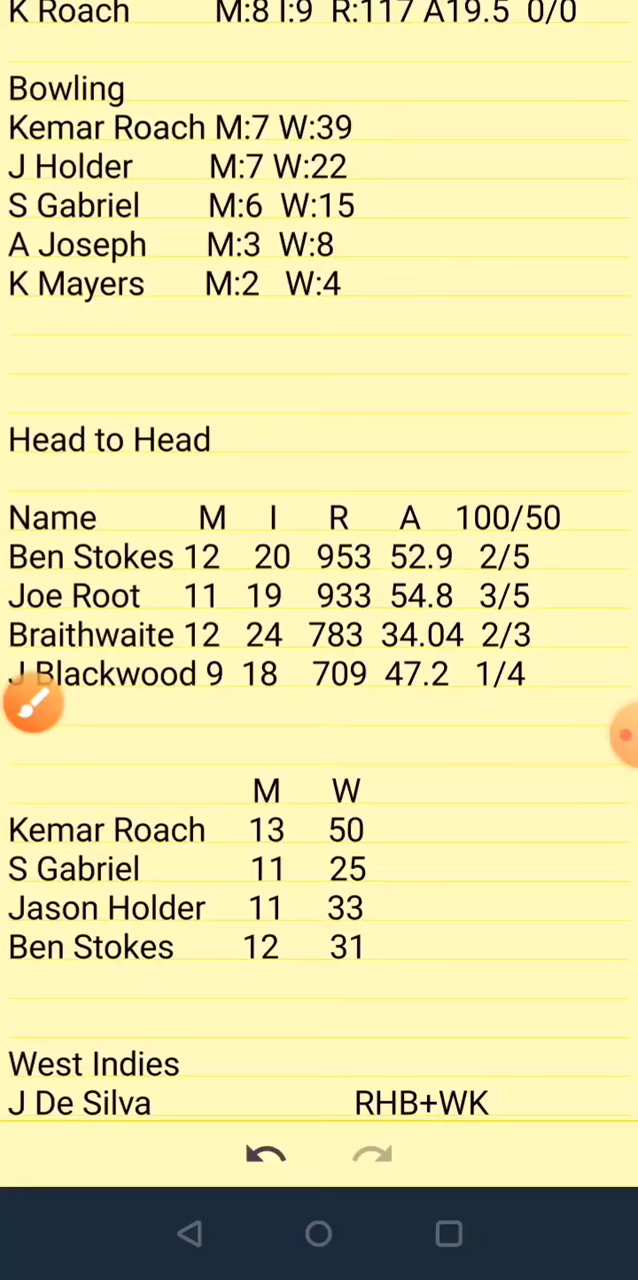 K Roach M:8 I:9 R:117 A19.5 0/0
Bowling
Kemar Roach M:7 W:39
J Holder M:7 W:22
S Gabriel M:6 W:15
A Joseph M:3 W:8
K Mayers M:2 W:4
Head to Head
Name M I R A 100/50
Ben Stokes 12 20 953 52.9 2/5
Joe Root 11 19 933 54.8 3/5
Braithwaite 12 24 783 34.04 2/3
J Blackwood 9 18 709 47.2 1/4
M W
Kemar Roach 13 50
S Gabriel 11 25
Jason Holder 11 33
Ben Stokes 12 31
West Indies
J De Silva RHB+WK